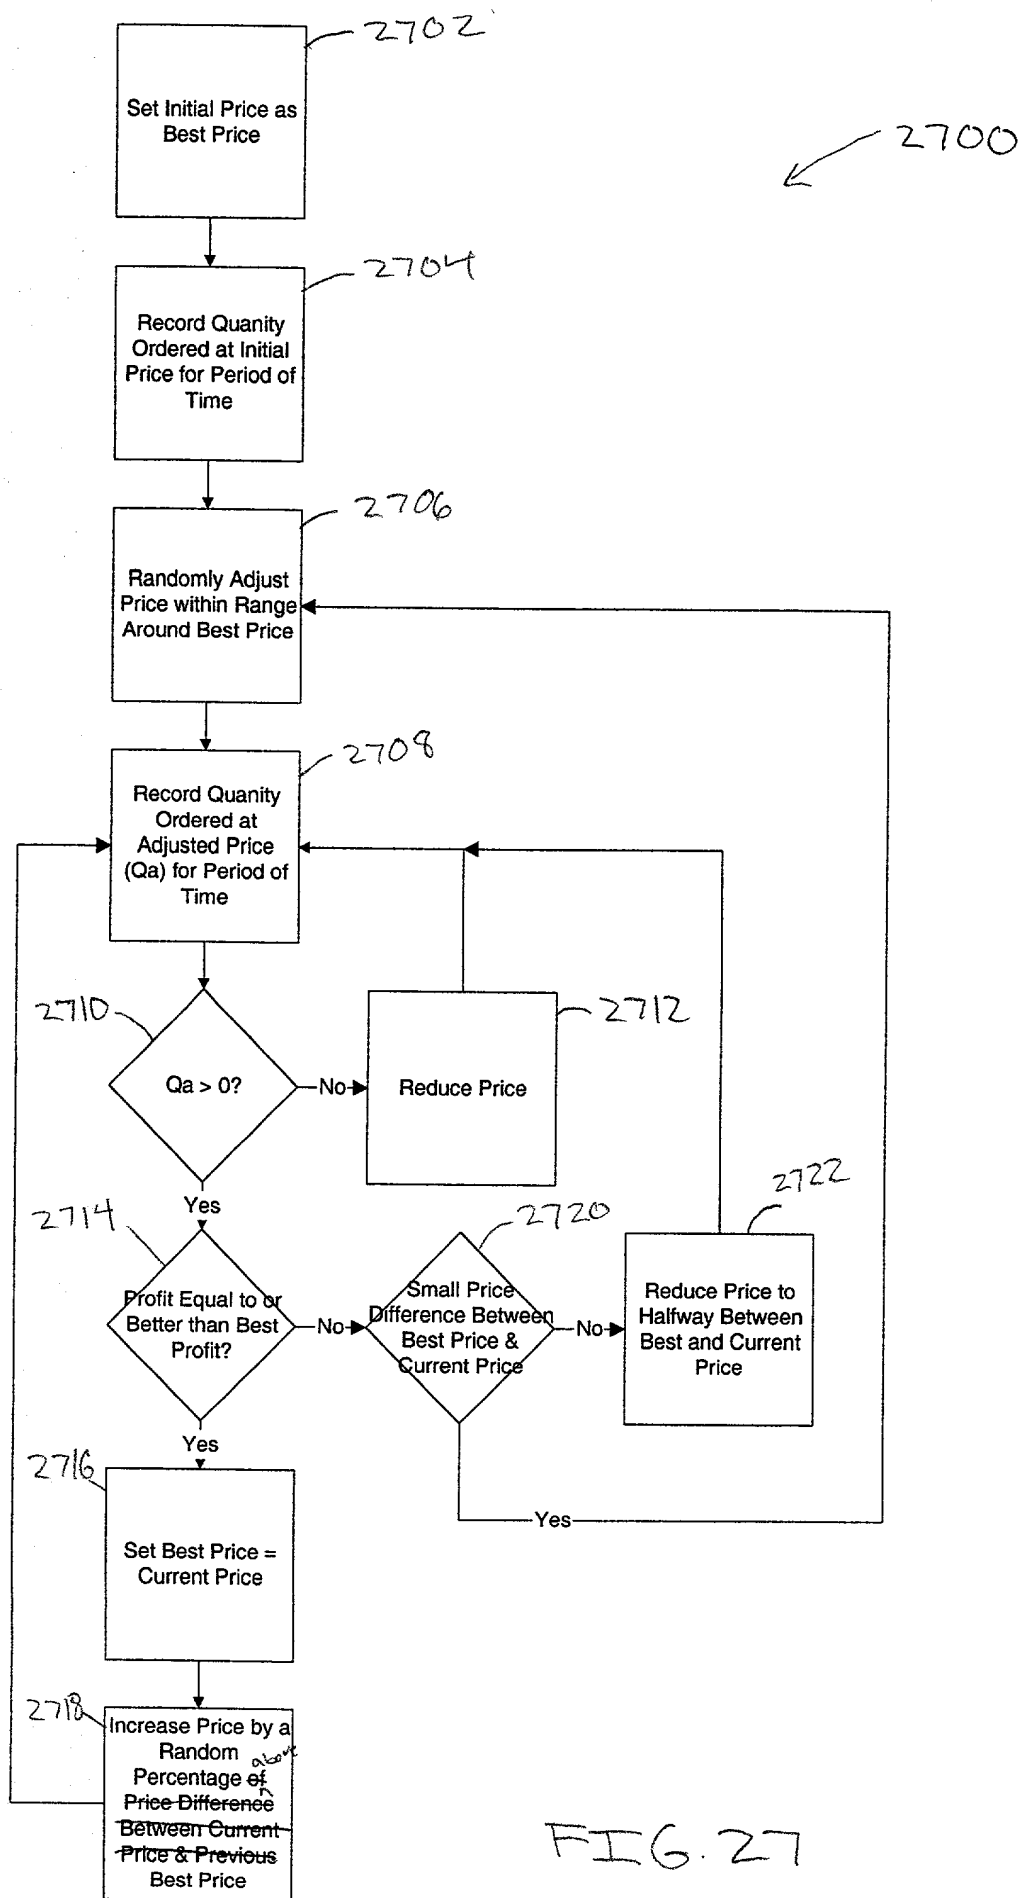 2702
Set Initial Price as
Best Price
2700
2704
Record Quanity
Ordered at Initial
Price for Period of
Time
2706
Randomly Adjust
Price within Range
Around Best Price
2708
Record Quanity
Ordered at
Adjusted Price
(Qa) for Period of
Time
2710
Qa > 0?
No
2712
Reduce Price
Yes
2714
Profit Equal to or
Better than Best
Profit?
No
2720
Small Price
Difference Between
Best Price &
Current Price
No
2722
Reduce Price to
Halfway Between
Best and Current
Price
Yes
Yes
2716
Set Best Price =
Current Price
2718
Increase Price by a
Random
above
Percentage of
Price Difference
Between Current
Price & Previous
Best Price
FIG. 27